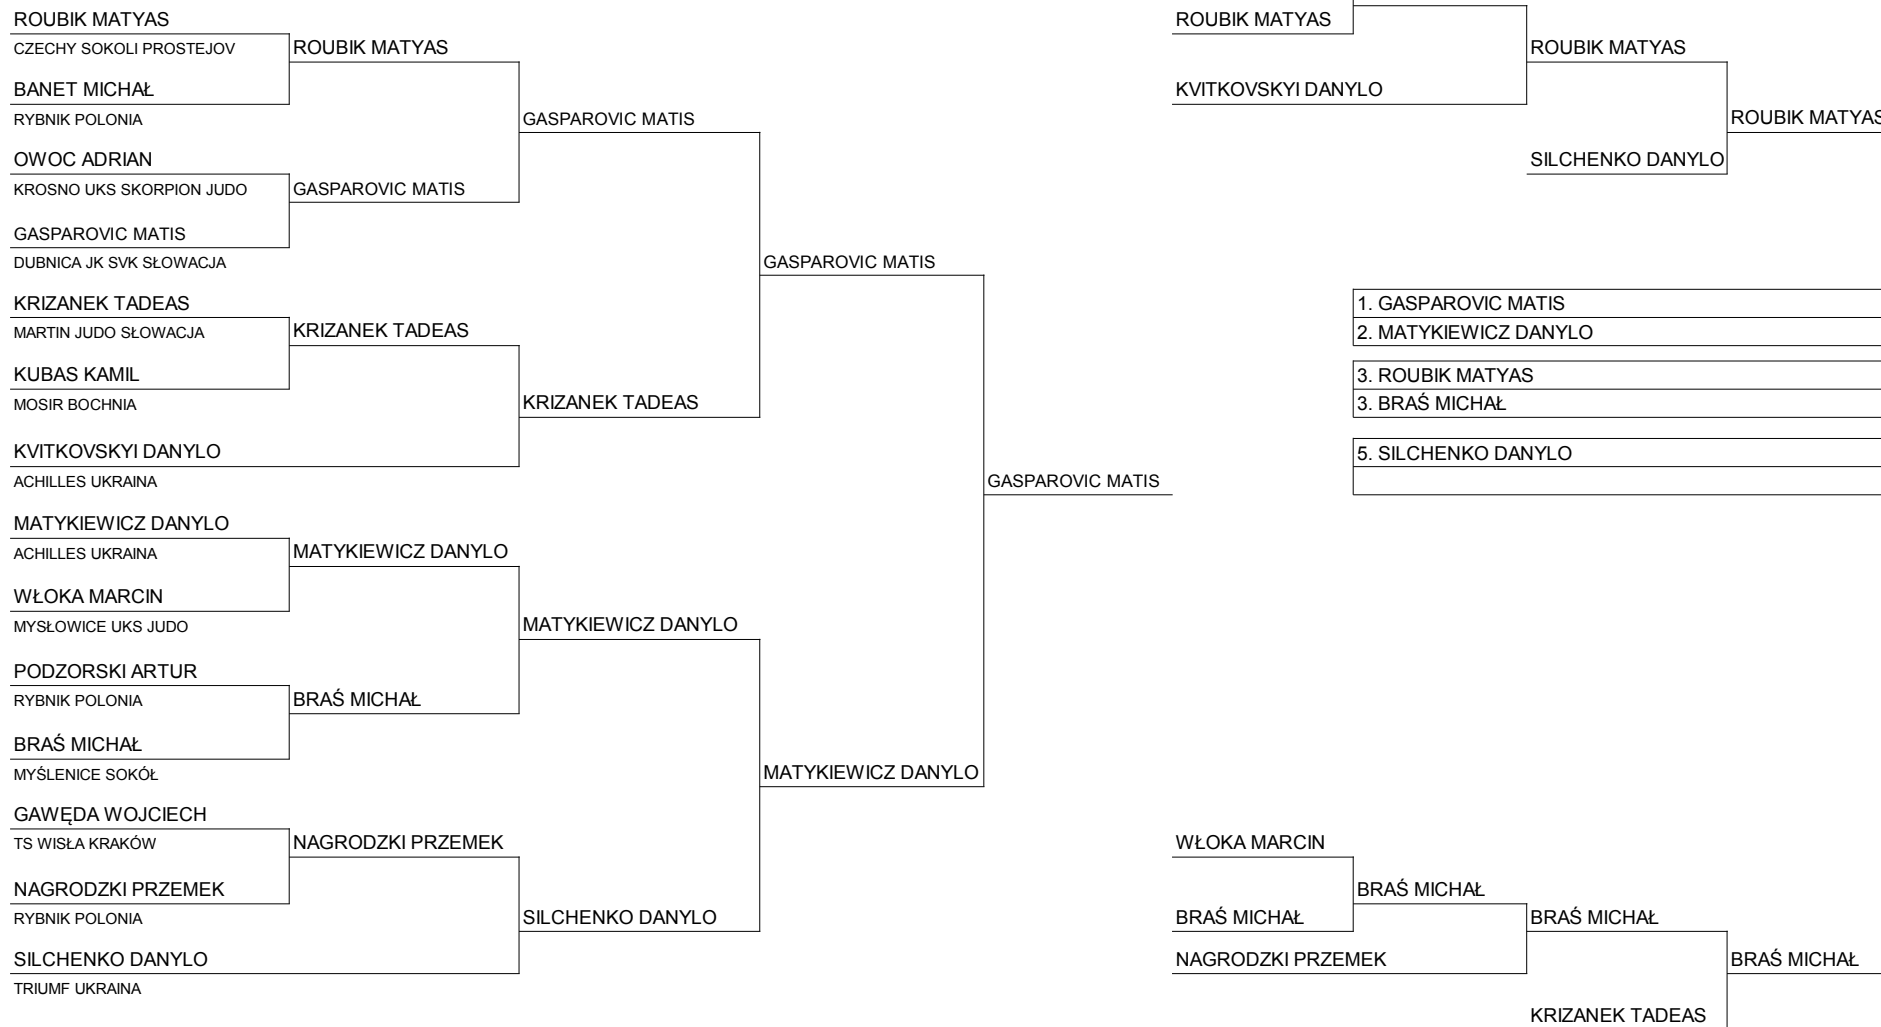 ROUBIK MATYAS
CZECHY SOKOLI PROSTEJOV
BANET MICHAŁ
RYBNIK POLONIA
OWOC ADRIAN
KROSNO UKS SKORPION JUDO
GASPAROVIC MATIS
DUBNICA JK SVK SŁOWACJA
KRIZANEK TADEAS
MARTIN JUDO SŁOWACJA
KUBAS KAMIL
MOSIR BOCHNIA
KVITKOVSKYI DANYLO
ACHILLES UKRAINA
MATYKIEWICZ DANYLO
ACHILLES UKRAINA
WŁOKA MARCIN
MYSŁOWICE UKS JUDO
PODZORSKI ARTUR
RYBNIK POLONIA
BRAŚ MICHAŁ
MYŚLENICE SOKÓŁ
GAWĘDA WOJCIECH
TS WISŁA KRAKÓW
NAGRODZKI PRZEMEK
RYBNIK POLONIA
SILCHENKO DANYLO
TRIUMF UKRAINA
ROUBIK MATYAS
GASPAROVIC MATIS
KRIZANEK TADEAS
MATYKIEWICZ DANYLO
BRAŚ MICHAŁ
NAGRODZKI PRZEMEK
GASPAROVIC MATIS
KRIZANEK TADEAS
MATYKIEWICZ DANYLO
SILCHENKO DANYLO
GASPAROVIC MATIS
MATYKIEWICZ DANYLO
GASPAROVIC MATIS
ROUBIK MATYAS
KVITKOVSKYI DANYLO
ROUBIK MATYAS
SILCHENKO DANYLO
ROUBIK MATYAS
1. GASPAROVIC MATIS
2. MATYKIEWICZ DANYLO
3. ROUBIK MATYAS
3. BRAŚ MICHAŁ
5. SILCHENKO DANYLO
WŁOKA MARCIN
BRAŚ MICHAŁ
NAGRODZKI PRZEMEK
BRAŚ MICHAŁ
BRAŚ MICHAŁ
KRIZANEK TADEAS
BRAŚ MICHAŁ